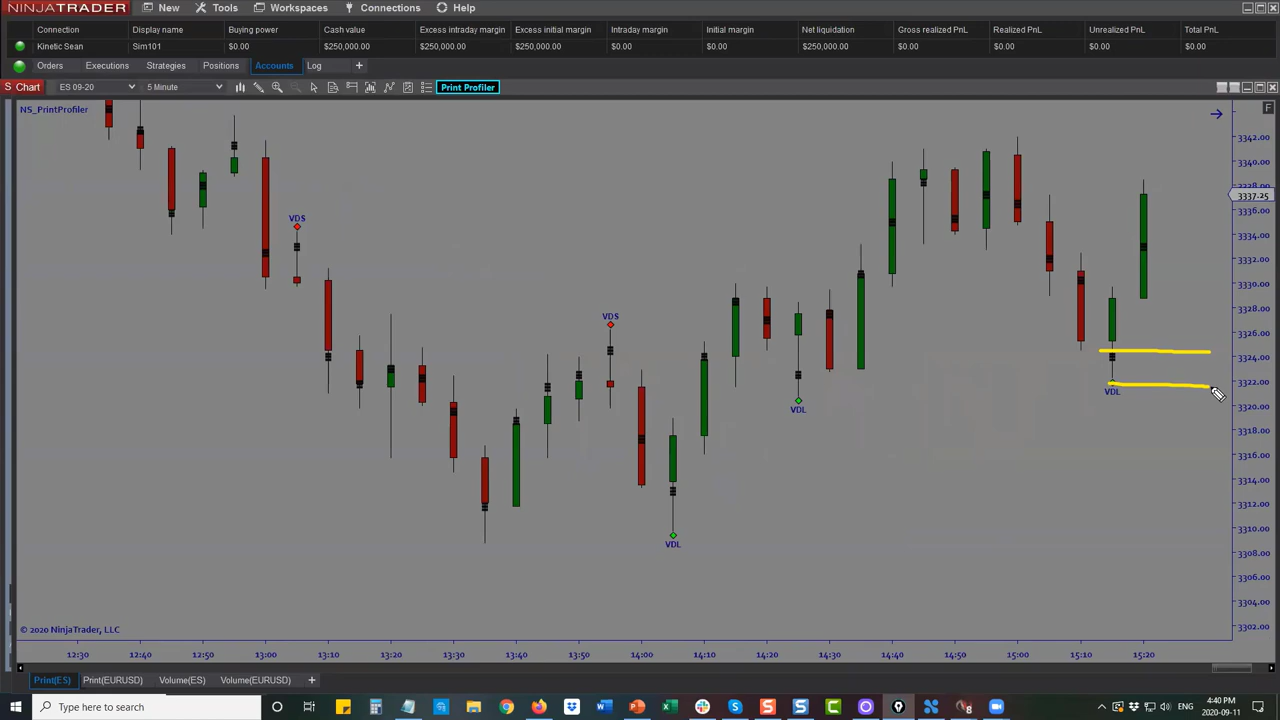 NINJATRADER New Tools Workspaces Connections Help
Connection Display name Buying power Cash value Excess intraday margin Excess initial margin Intraday margin Initial margin Net liquidation Gross realized PnL Realized PnL Unrealized PnL Total PnL
Kinetic Sean Sim101 $0.00 $250,000.00 $250,000.00 $250,000.00 $0.00 $0.00 $250,000.00 $0.00 $0.00 $0.00 $0.00
Orders Executions Strategies Positions Accounts Log +
S Chart ES 09-20 5 Minute Print Profiler
NS_PrintProfiler F
3342.00
3340.00
3338.00
3337.25
3336.00
VDS
3334.00
3332.00
3330.00
3328.00
VDS
3326.00
3324.00
3322.00
VDL
3320.00
VDL
3318.00
3316.00
3314.00
3312.00
3310.00
VDL
3308.00
3306.00
3304.00
3302.00
© 2020 NinjaTrader, LLC
12:30 12:40 12:50 13:00 13:10 13:20 13:30 13:40 13:50 14:00 14:10 14:20 14:30 14:40 14:50 15:00 15:10 15:20
Print(ES) Print(EURUSD) Volume(ES) Volume(EURUSD) +
Type here to search
4:40 PM
2020-09-11